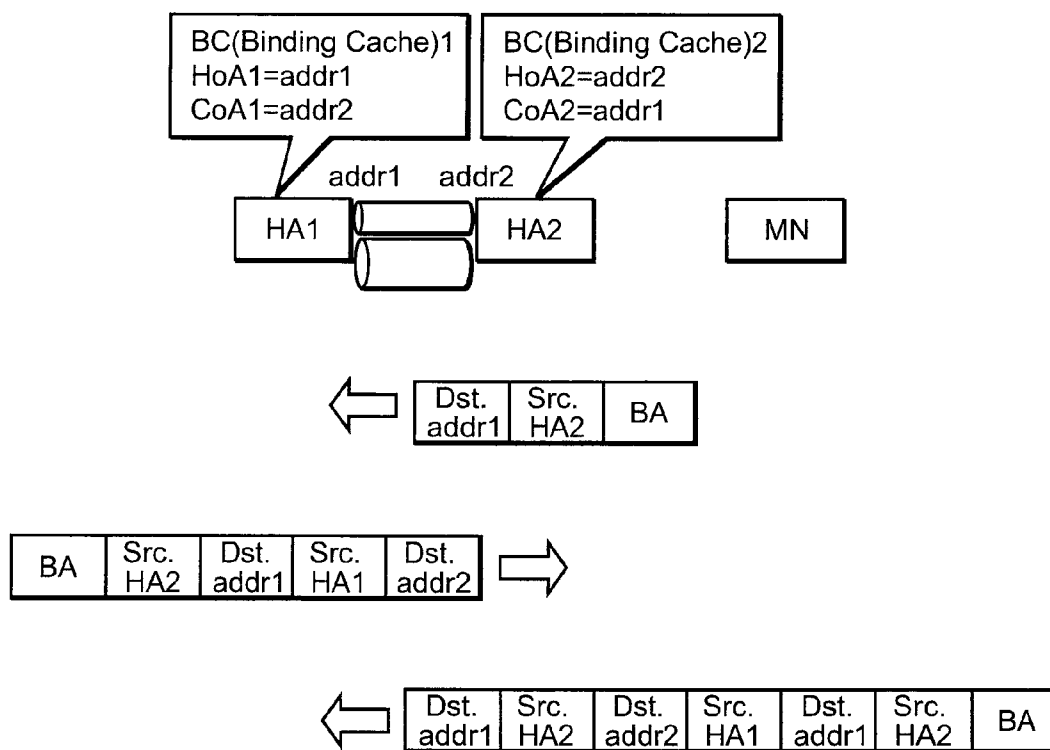 BC(Binding Cache)1
HoA1=addr1
CoA1=addr2
BC(Binding Cache)2
HoA2=addr2
CoA2=addr1
addr1 addr2
HA1 HA2 MN
Dst. addr1 Src. HA2 BA
BA Src. HA2 Dst. addr1 Src. HA1 Dst. addr2
Dst. addr1 Src. HA2 Dst. addr2 Src. HA1 Dst. addr1 Src. HA2 BA